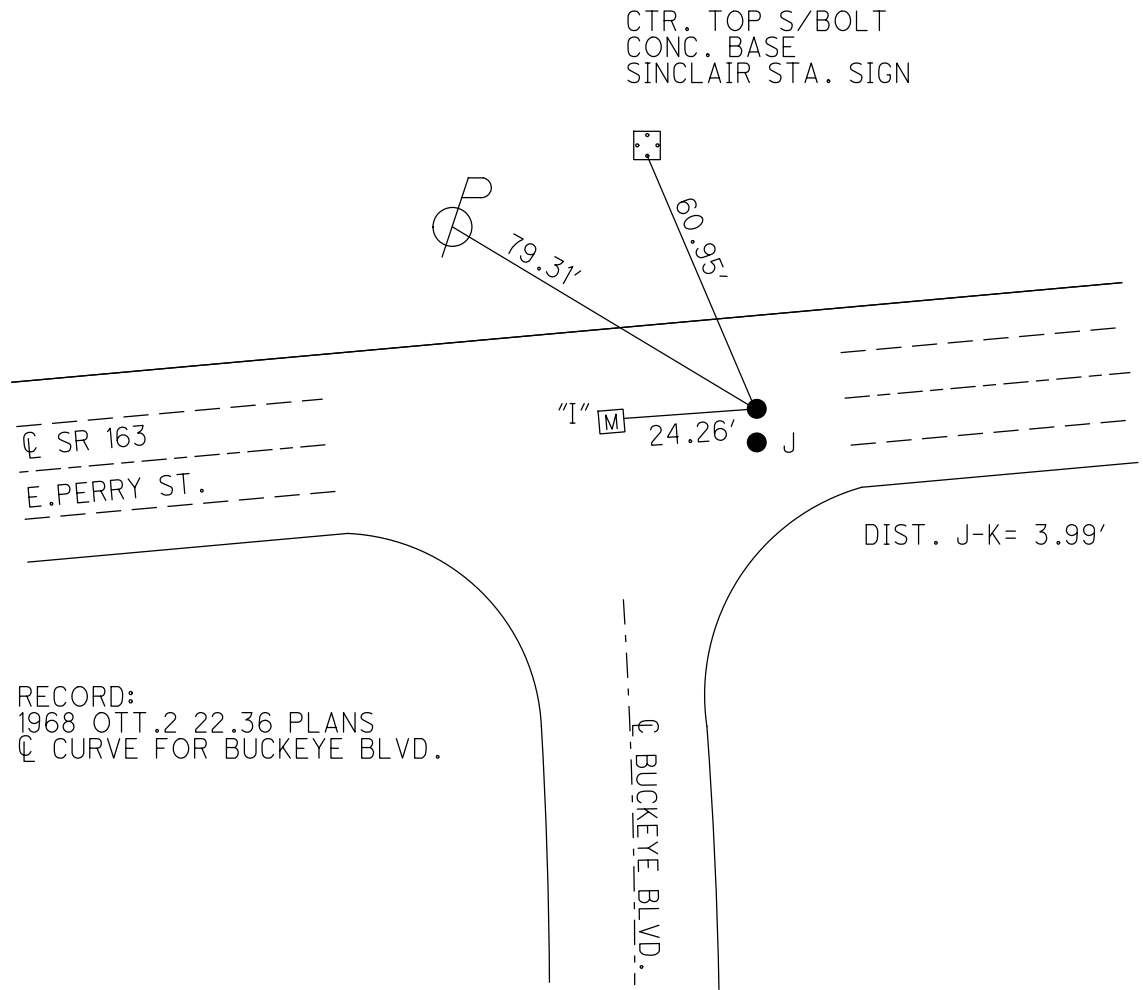 CTR. TOP S/BOLT
CONC. BASE
SINCLAIR STA. SIGN
P
79.31'
60.95'
"I" M
24.26'
J
℄ SR 163
E.PERRY ST.
DIST. J-K= 3.99'
RECORD:
1968 OTT.2 22.36 PLANS
℄ CURVE FOR BUCKEYE BLVD.
℄ BUCKEYE BLVD.